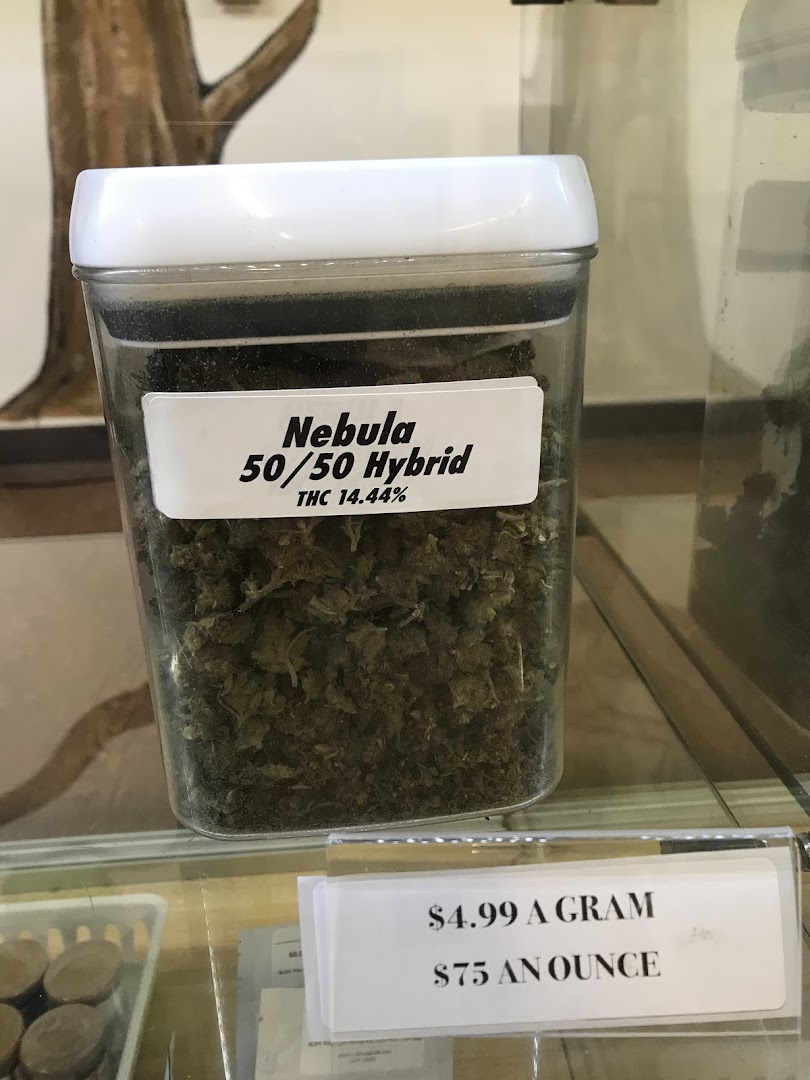 Nebula
50/50 Hybrid
THC 14.44%
$4.99 A GRAM
$75 AN OUNCE